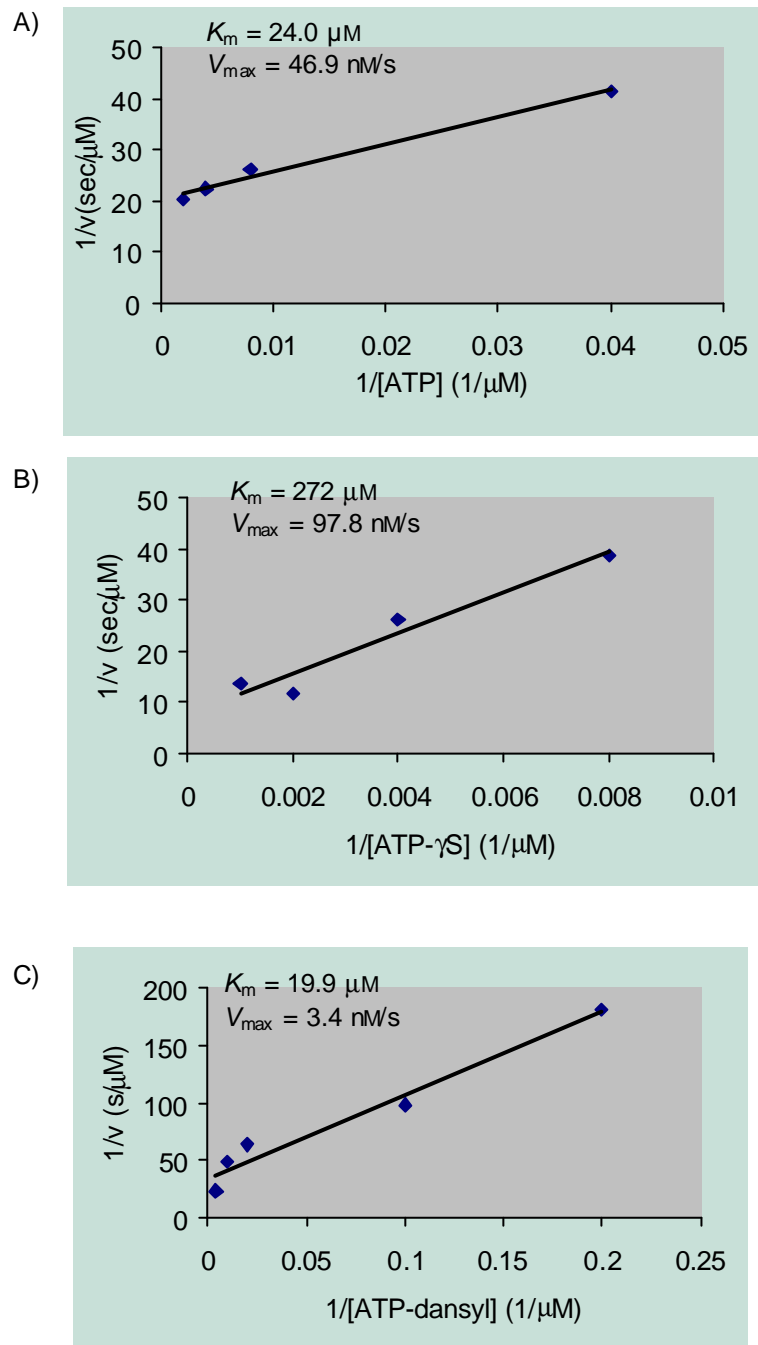 A)
Km = 24.0 µM
Vmax = 46.9 nM/s
50
40
30
20
10
0
1/v(sec/µM)
0 0.01 0.02 0.03 0.04 0.05
1/[ATP] (1/µM)
B)
Km = 272 µM
Vmax = 97.8 nM/s
50
40
30
20
10
0
1/v (sec/µM)
0 0.002 0.004 0.006 0.008 0.01
1/[ATP-γS] (1/µM)
C)
Km = 19.9 µM
Vmax = 3.4 nM/s
200
150
100
50
0
1/v (s/µM)
0 0.05 0.1 0.15 0.2 0.25
1/[ATP-dansyl] (1/µM)